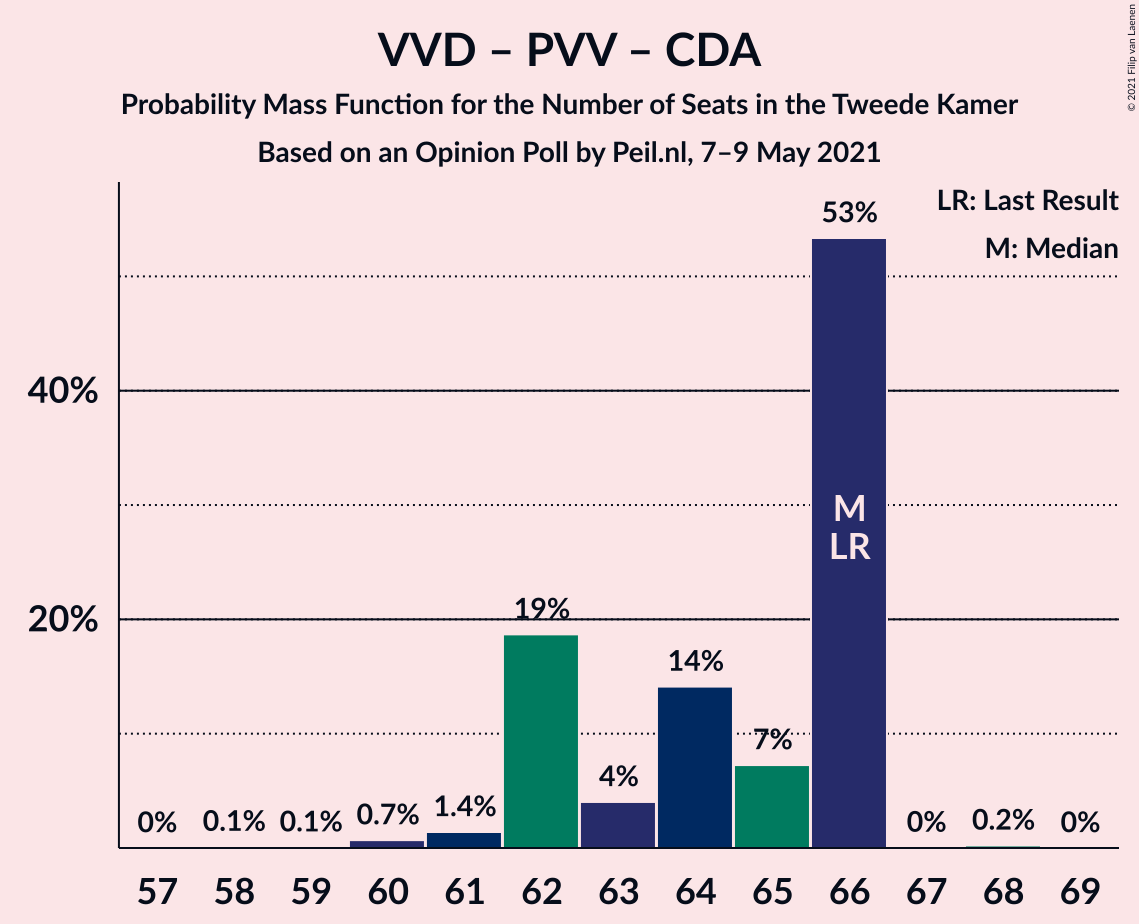 VVD – PVV – CDA
Probability Mass Function for the Number of Seats in the Tweede Kamer
Based on an Opinion Poll by Peil.nl, 7–9 May 2021
© 2021 Filip van Laenen
LR: Last Result
M: Median
53%
40%
M
LR
20%
19%
14%
7%
4%
0%
0.1%
0.1%
0.7%
1.4%
0%
0.2%
0%
57 58 59 60 61 62 63 64 65 66 67 68 69